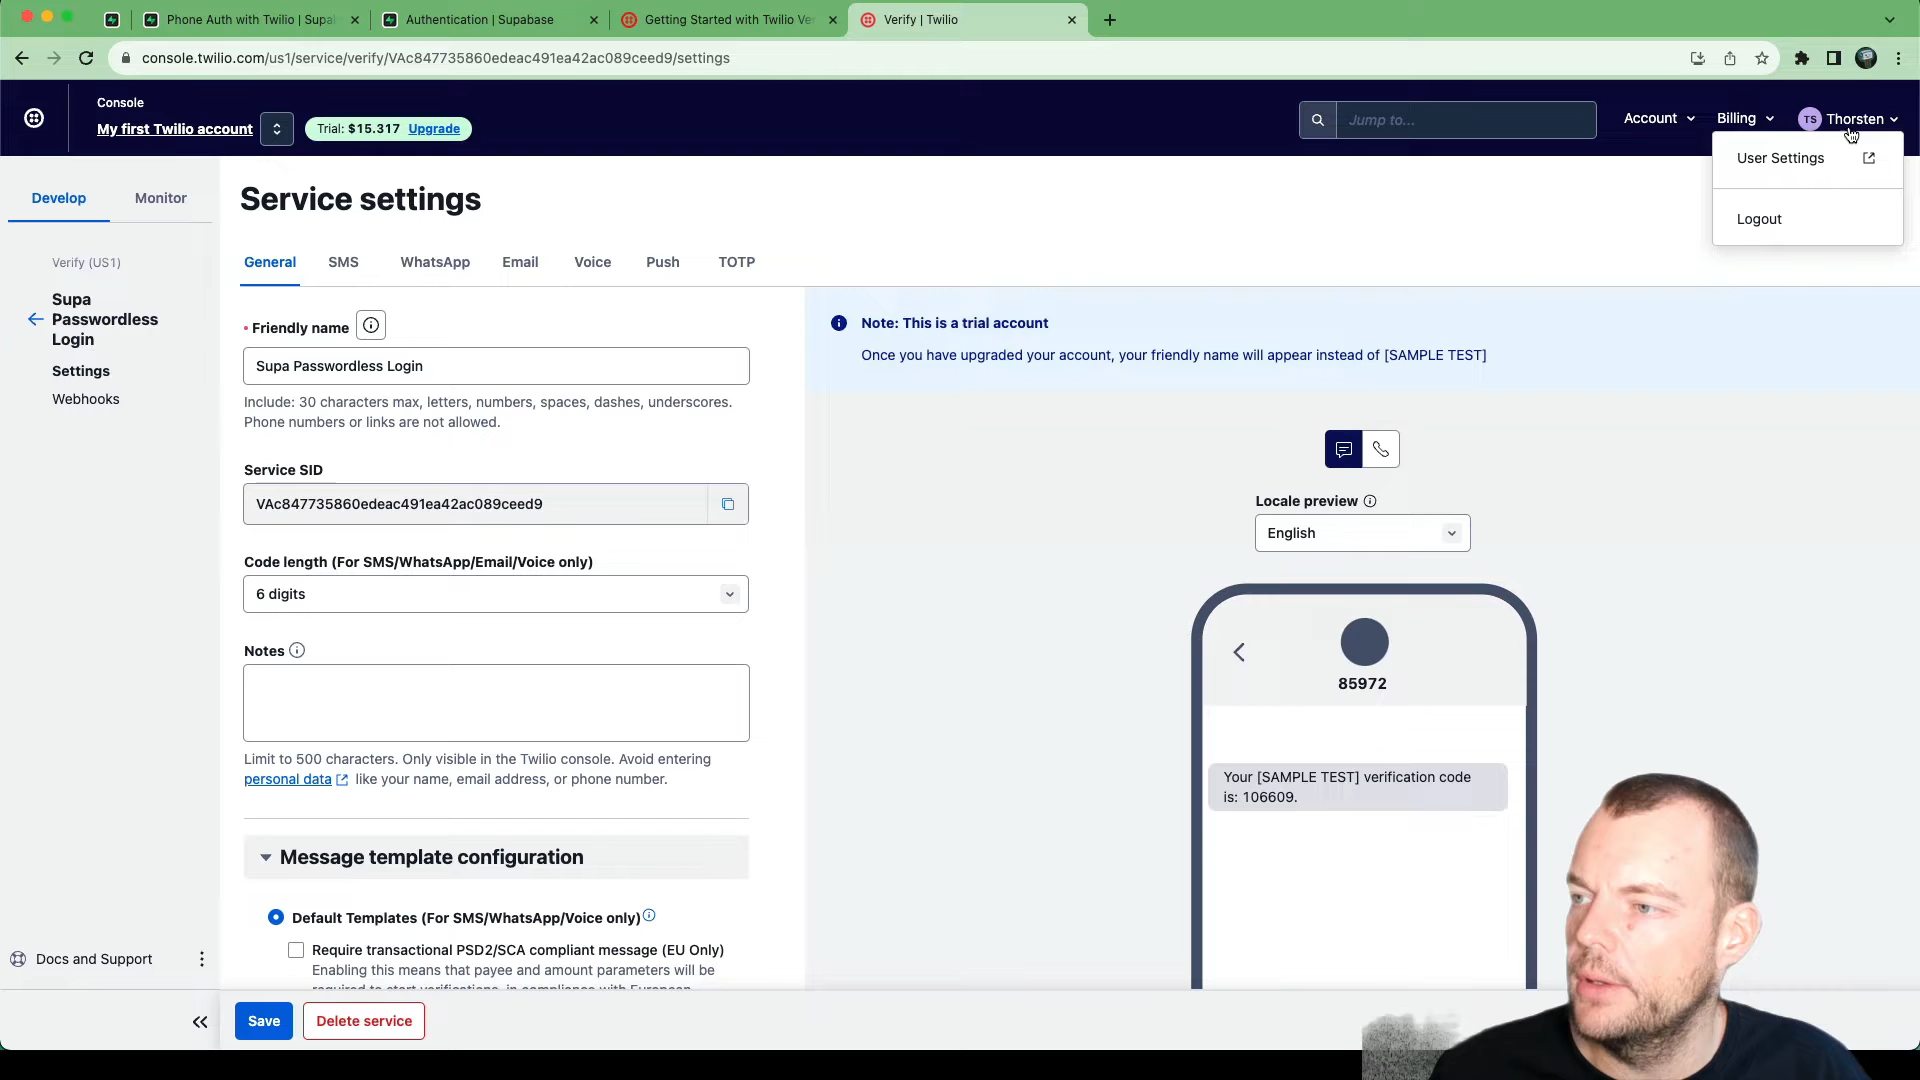 Phone Auth with Twilio | Supa
Authentication | Supabase
Getting Started with Twilio Ve
Verify | Twilio
console.twilio.com/us1/service/verify/VAc847735860edeac491ea42ac089ceed9/settings
Console
My first Twilio account
Trial: $15.317 Upgrade
Jump to...
Account
Billing
TS Thorsten
User Settings
Logout
Develop
Monitor
Verify (US1)
Supa
Passwordless
Login
Settings
Webhooks
Docs and Support
Service settings
General
SMS
WhatsApp
Email
Voice
Push
TOTP
• Friendly name
Supa Passwordless Login
Include: 30 characters max, letters, numbers, spaces, dashes, underscores.
Phone numbers or links are not allowed.
Service SID
VAc847735860edeac491ea42ac089ceed9
Code length (For SMS/WhatsApp/Email/Voice only)
6 digits
Notes
Limit to 500 characters. Only visible in the Twilio console. Avoid entering
personal data like your name, email address, or phone number.
Message template configuration
Default Templates (For SMS/WhatsApp/Voice only)
Require transactional PSD2/SCA compliant message (EU Only)
Enabling this means that payee and amount parameters will be
required to start verifications, in compliance with European
Save
Delete service
Note: This is a trial account
Once you have upgraded your account, your friendly name will appear instead of [SAMPLE TEST]
Locale preview
English
85972
Your [SAMPLE TEST] verification code
is: 106609.